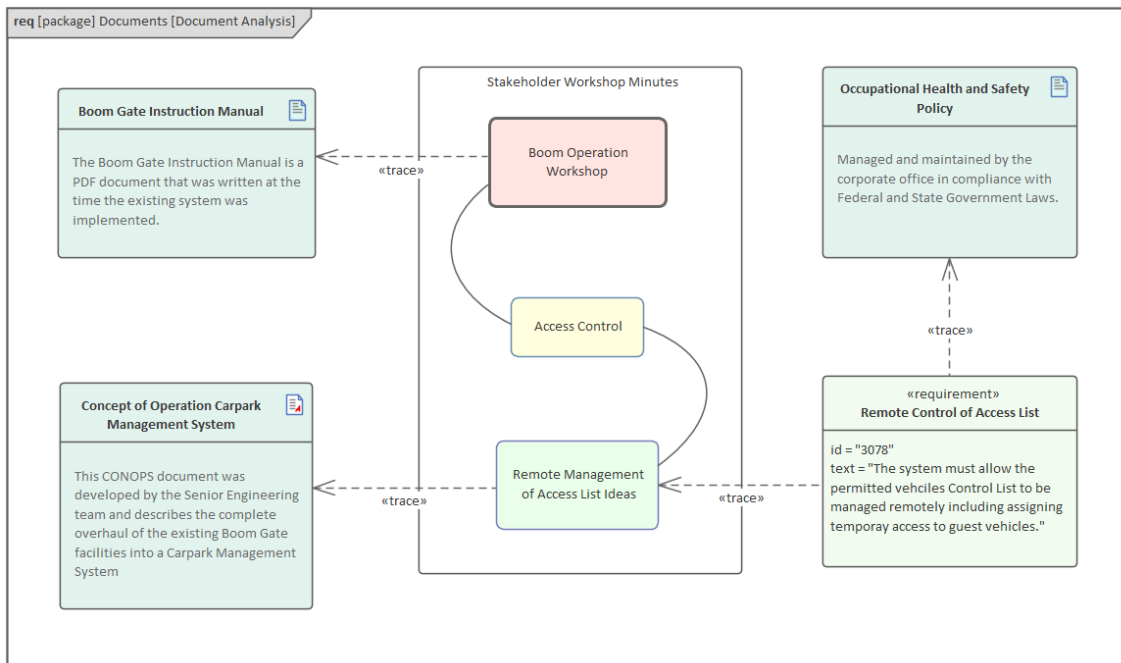 req [package] Documents [Document Analysis]
Boom Gate Instruction Manual
The Boom Gate Instruction Manual is a
PDF document that was written at the
time the existing system was
implemented.
«trace»
Stakeholder Workshop Minutes
Boom Operation
Workshop
Access Control
Remote Management
of Access List Ideas
Occupational Health and Safety
Policy
Managed and maintained by the
corporate office in compliance with
Federal and State Government Laws.
«trace»
Concept of Operation Carpark
Management System
This CONOPS document was
developed by the Senior Engineering
team and describes the complete
overhaul of the existing Boom Gate
facilities into a Carpark Management
System
«trace»
«trace»
«requirement»
Remote Control of Access List
id = "3078"
text = "The system must allow the
permitted vehciles Control List to be
managed remotely including assigning
temporay access to guest vehicles."